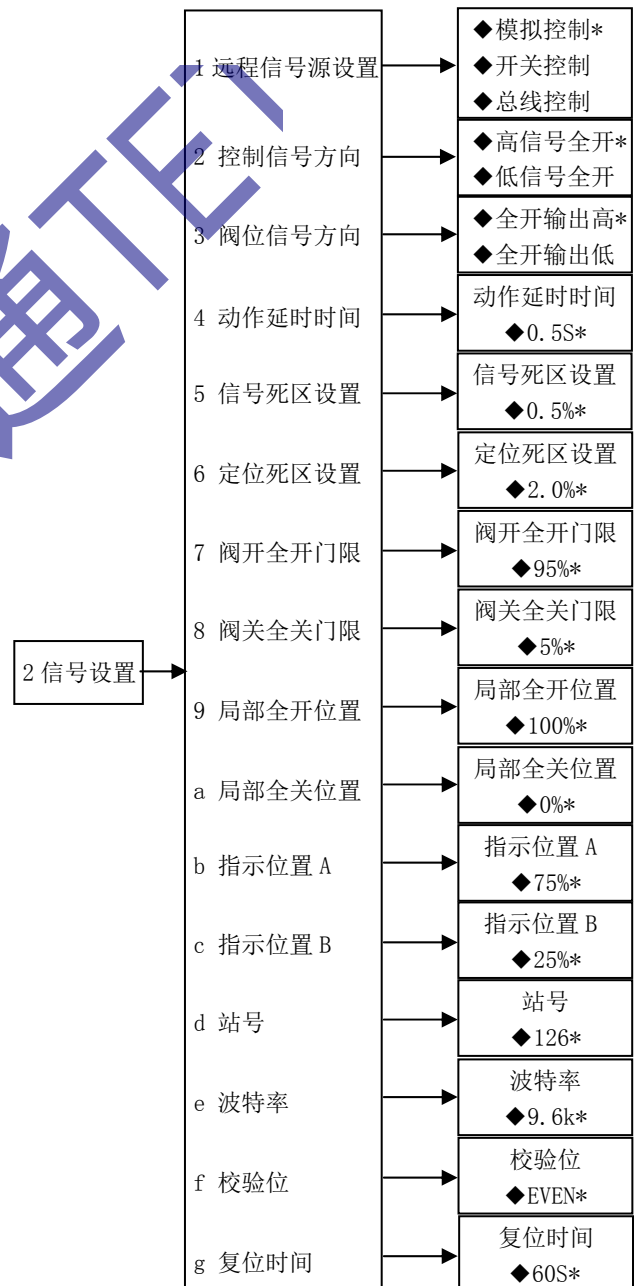 1 远程信号源设置
◆模拟控制*
◆开关控制
◆总线控制
2 控制信号方向
◆高信号全开*
◆低信号全开
3 阀位信号方向
◆全开输出高*
◆全开输出低
4 动作延时时间
动作延时时间
◆0.5S*
5 信号死区设置
信号死区设置
◆0.5%*
6 定位死区设置
定位死区设置
◆2.0%*
7 阀开全开门限
阀开全开门限
◆95%*
8 阀关全关门限
阀关全关门限
◆5%*
2 信号设置
9 局部全开位置
局部全开位置
◆100%*
a 局部全关位置
局部全关位置
◆0%*
b 指示位置 A
指示位置 A
◆75%*
c 指示位置 B
指示位置 B
◆25%*
d 站号
站号
◆126*
e 波特率
波特率
◆9.6k*
f 校验位
校验位
◆EVEN*
g 复位时间
复位时间
◆60S*
通TE